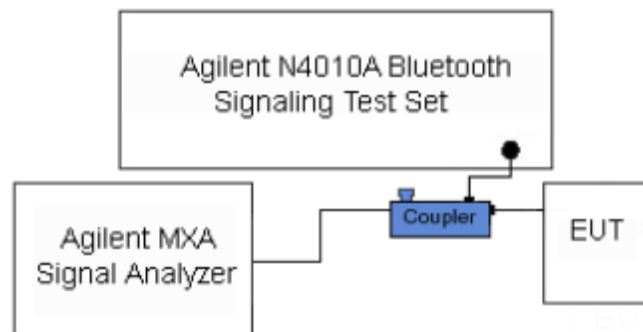 Agilent N4010A Bluetooth
Signaling Test Set
Agilent MXA
Signal Analyzer
Coupler
EUT